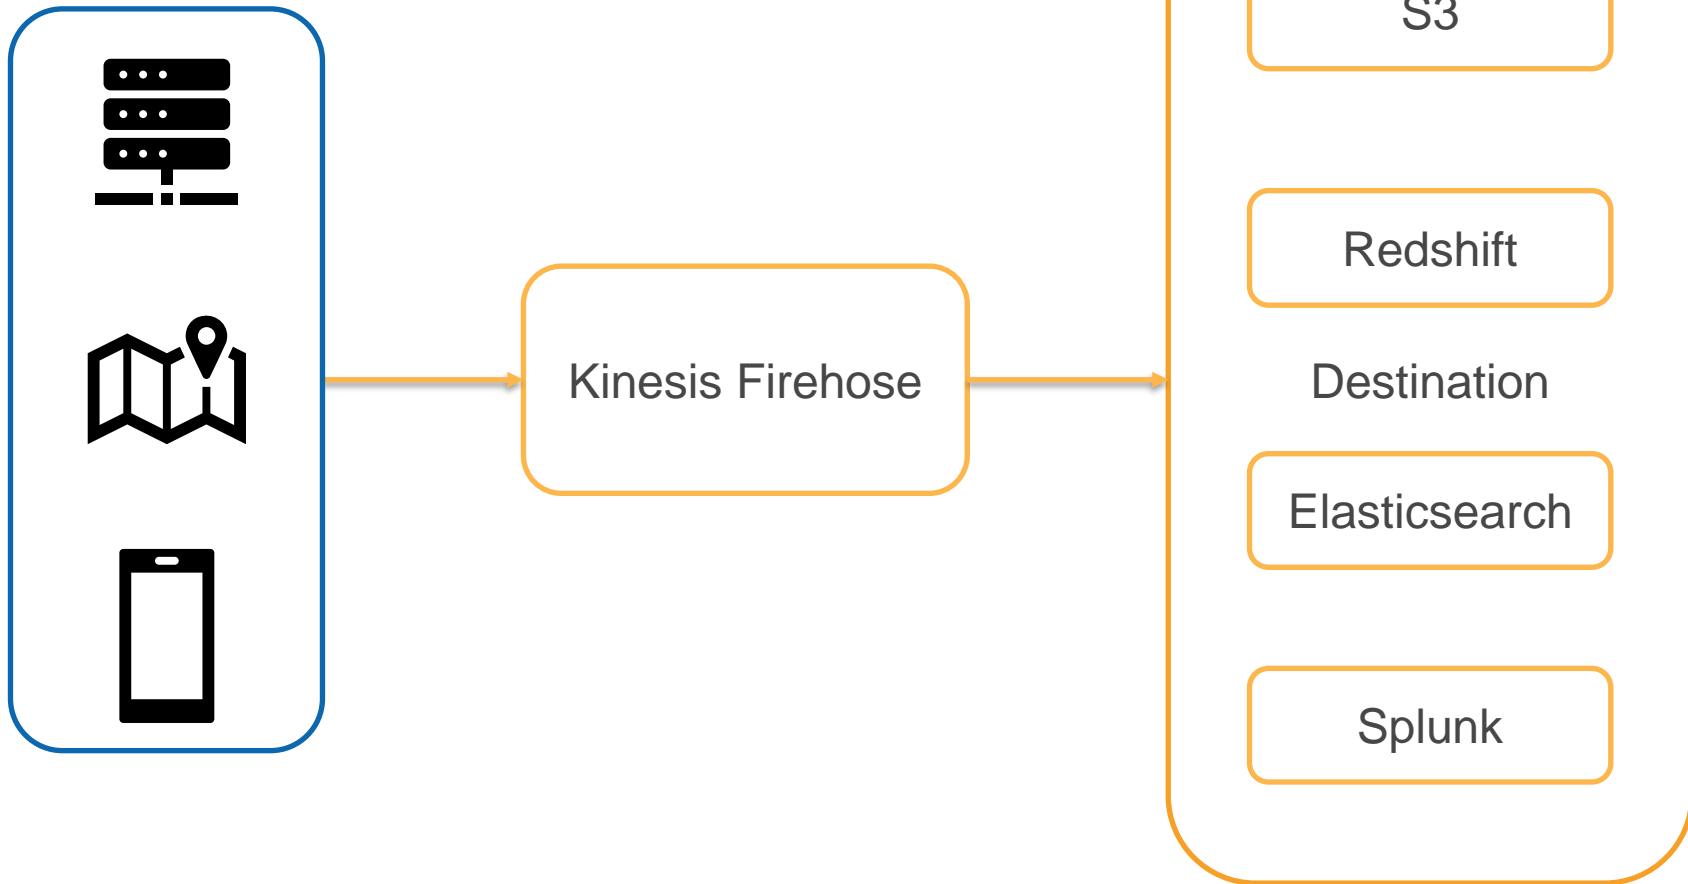 S3
Redshift
Kinesis Firehose
Destination
Elasticsearch
Splunk